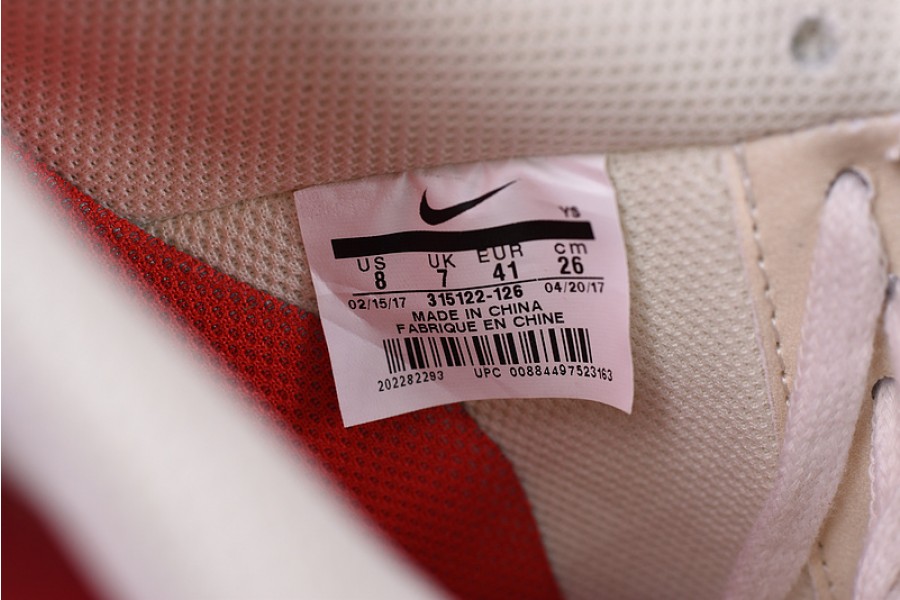 YS
US UK EUR cm
8 7 41 26
02/15/17 315122-126 04/20/17
MADE IN CHINA
FABRIQUE EN CHINE
202282293 UPC 00884497523163